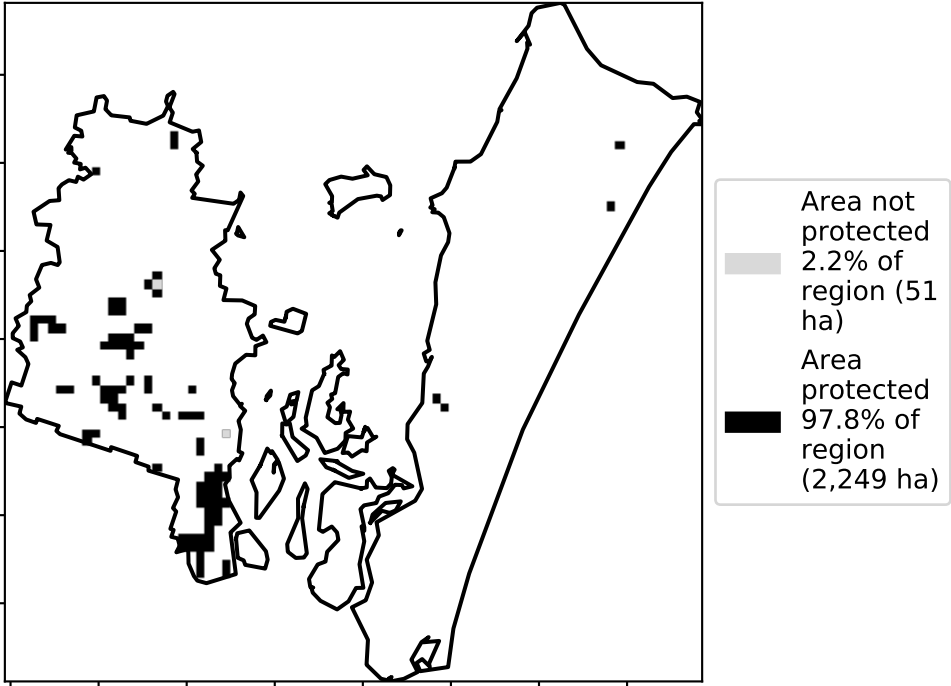 Area not
protected
2.2% of
region (51
ha)
Area
protected
97.8% of
region
(2,249 ha)